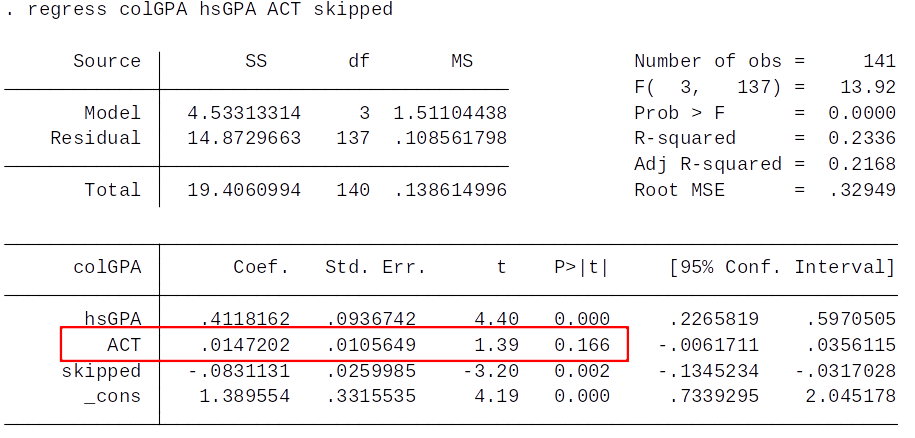 . regress colGPA hsGPA ACT skipped
Source SS df MS Number of obs = 141
F( 3, 137) = 13.92
Model 4.53313314 3 1.51104438 Prob > F = 0.0000
Residual 14.8729663 137 .108561798 R-squared = 0.2336
Adj R-squared = 0.2168
Total 19.4060994 140 .138614996 Root MSE = .32949
colGPA Coef. Std. Err. t P>|t| [95% Conf. Interval]
hsGPA .4118162 .0936742 4.40 0.000 .2265819 .5970505
ACT .0147202 .0105649 1.39 0.166 -.0061711 .0356115
skipped -.0831131 .0259985 -3.20 0.002 -.1345234 -.0317028
_cons 1.389554 .3315535 4.19 0.000 .7339295 2.045178